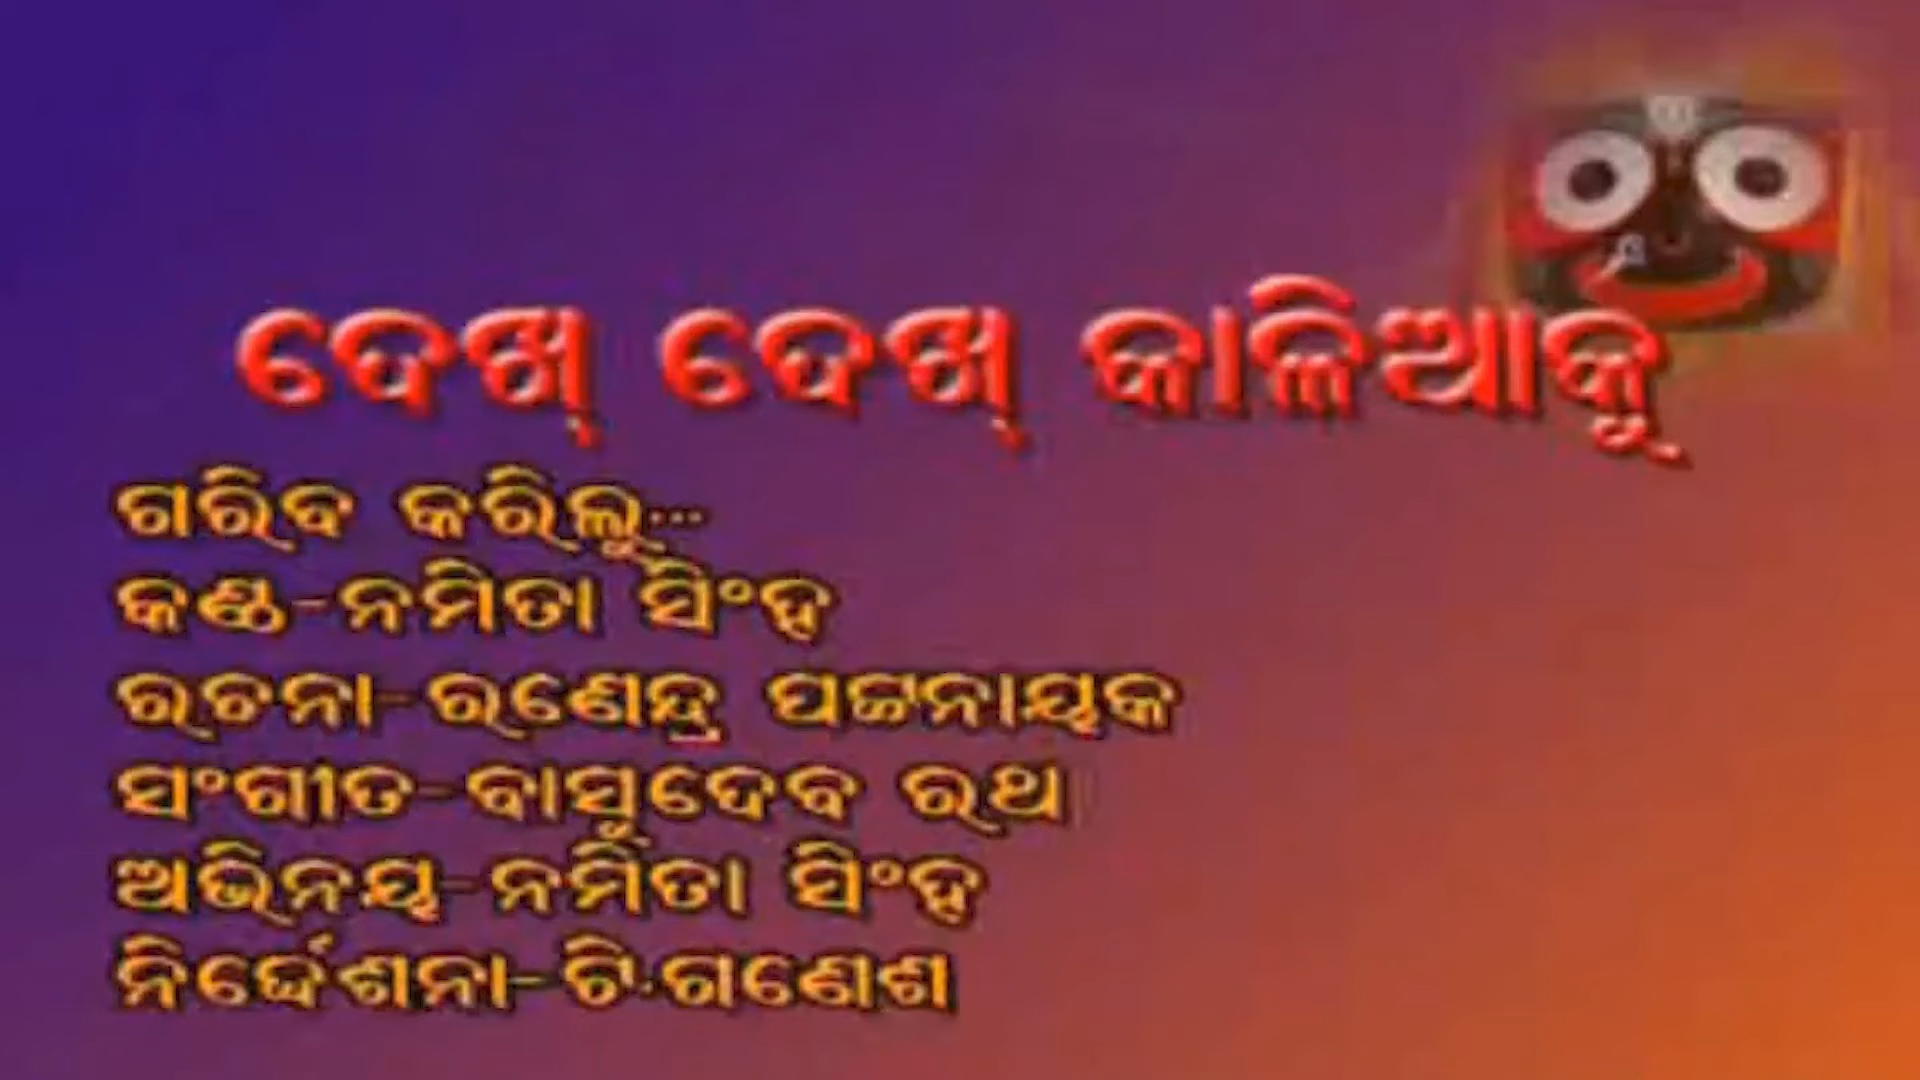 ଦେଖ୍ ଦେଖ୍ କାଳିଆକୁ
ଗରିବ କରିଲୁ...
କଣ୍ଠ-ନମିତା ସିଂହ
ରଚନା-ରଣେନ୍ଦ୍ର ପଟ୍ଟନାୟକ
ସଂଗୀତ-ବାସୁଦେବ ରଥ
ଅଭିନୟ-ନମିତା ସିଂହ
ନିର୍ଦ୍ଦେଶନା-ଟି.ଗଣେଶ